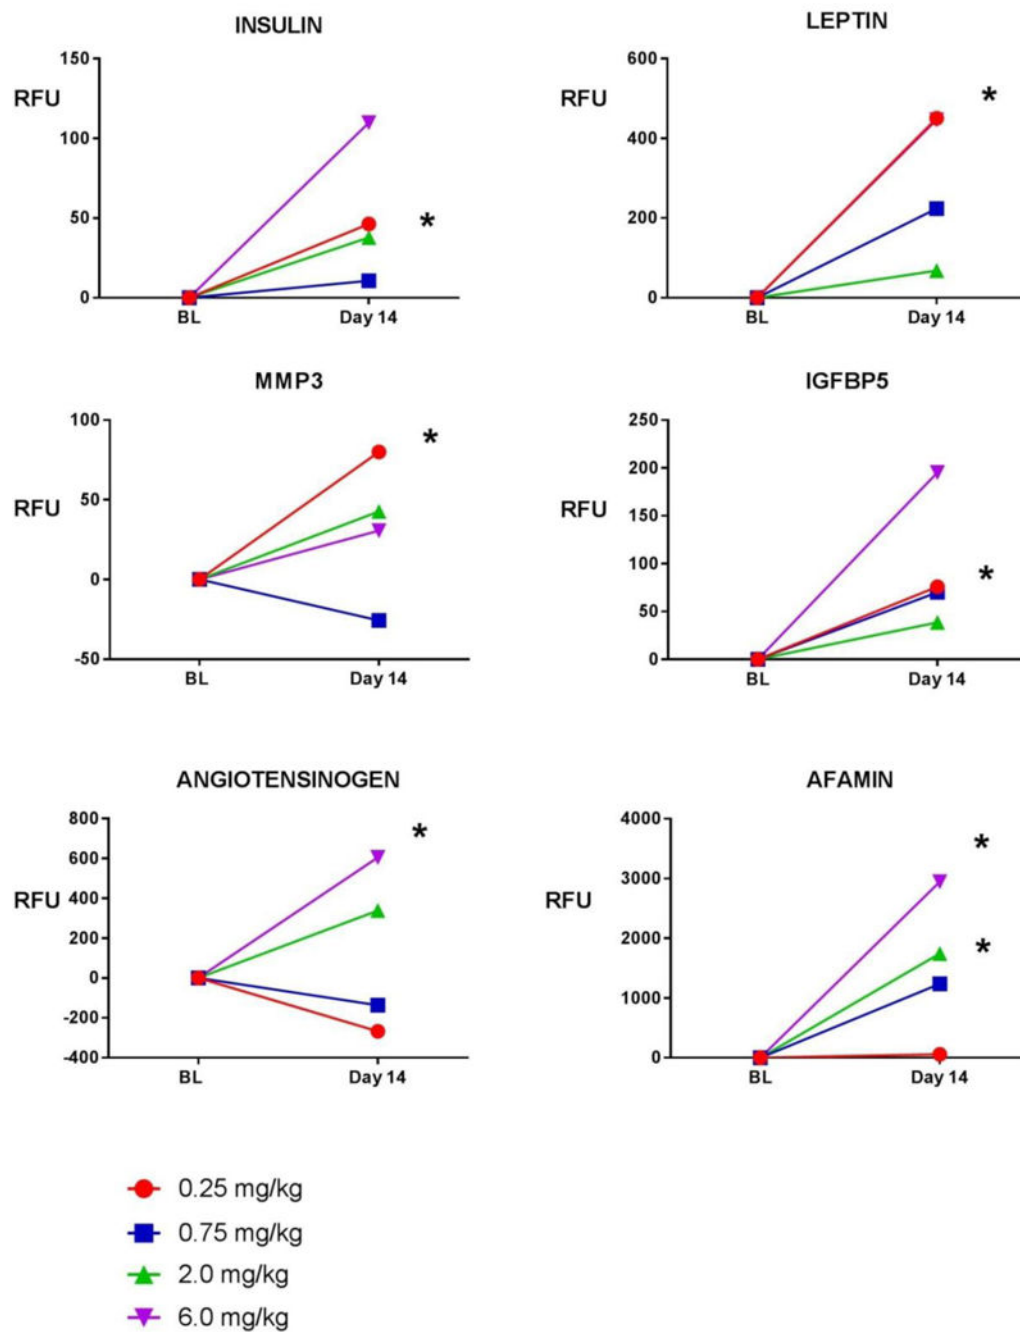 INSULIN
RFU
150
100
50
0
BL Day 14
*
LEPTIN
RFU
600
400
200
0
BL Day 14
*
MMP3
RFU
100
50
0
-50
BL Day 14
*
IGFBP5
RFU
250
200
150
100
50
0
BL Day 14
*
ANGIOTENSINOGEN
RFU
800
600
400
200
0
-200
-400
BL Day 14
*
AFAMIN
RFU
4000
3000
2000
1000
0
BL Day 14
*
*
0.25 mg/kg
0.75 mg/kg
2.0 mg/kg
6.0 mg/kg